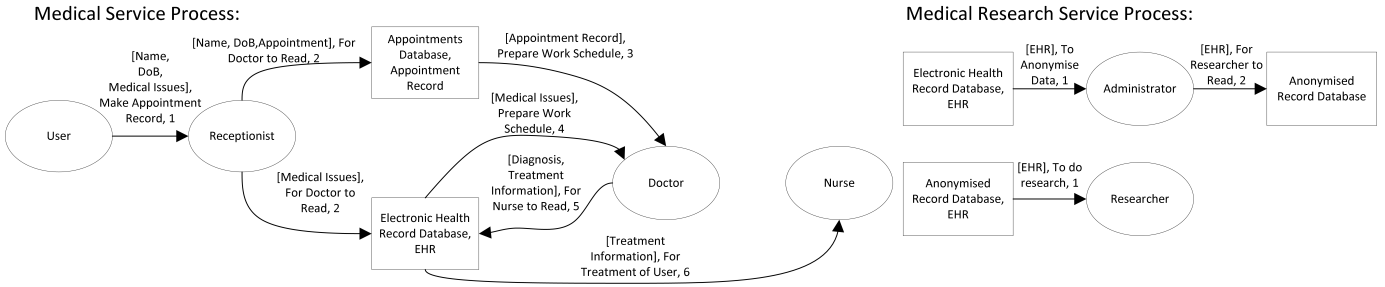 Medical Service Process:
[Name,
DoB,
Medical Issues],
Make Appointment
Record, 1
User
Receptionist
[Name, DoB,Appointment], For
Doctor to Read, 2
Appointments
Database,
Appointment
Record
[Appointment Record],
Prepare Work Schedule, 3
[Medical Issues],
Prepare Work
Schedule, 4
[Medical Issues],
For Doctor to
Read, 2
[Diagnosis,
Treatment
Information], For
Nurse to Read, 5
Doctor
Nurse
Electronic Health
Record Database,
EHR
[Treatment
Information], For
Treatment of User, 6
Medical Research Service Process:
Electronic Health
Record Database,
EHR
[EHR], To
Anonymise
Data, 1
Administrator
[EHR], For
Researcher to
Read, 2
Anonymised
Record Database
Anonymised
Record Database,
EHR
[EHR], To do
research, 1
Researcher